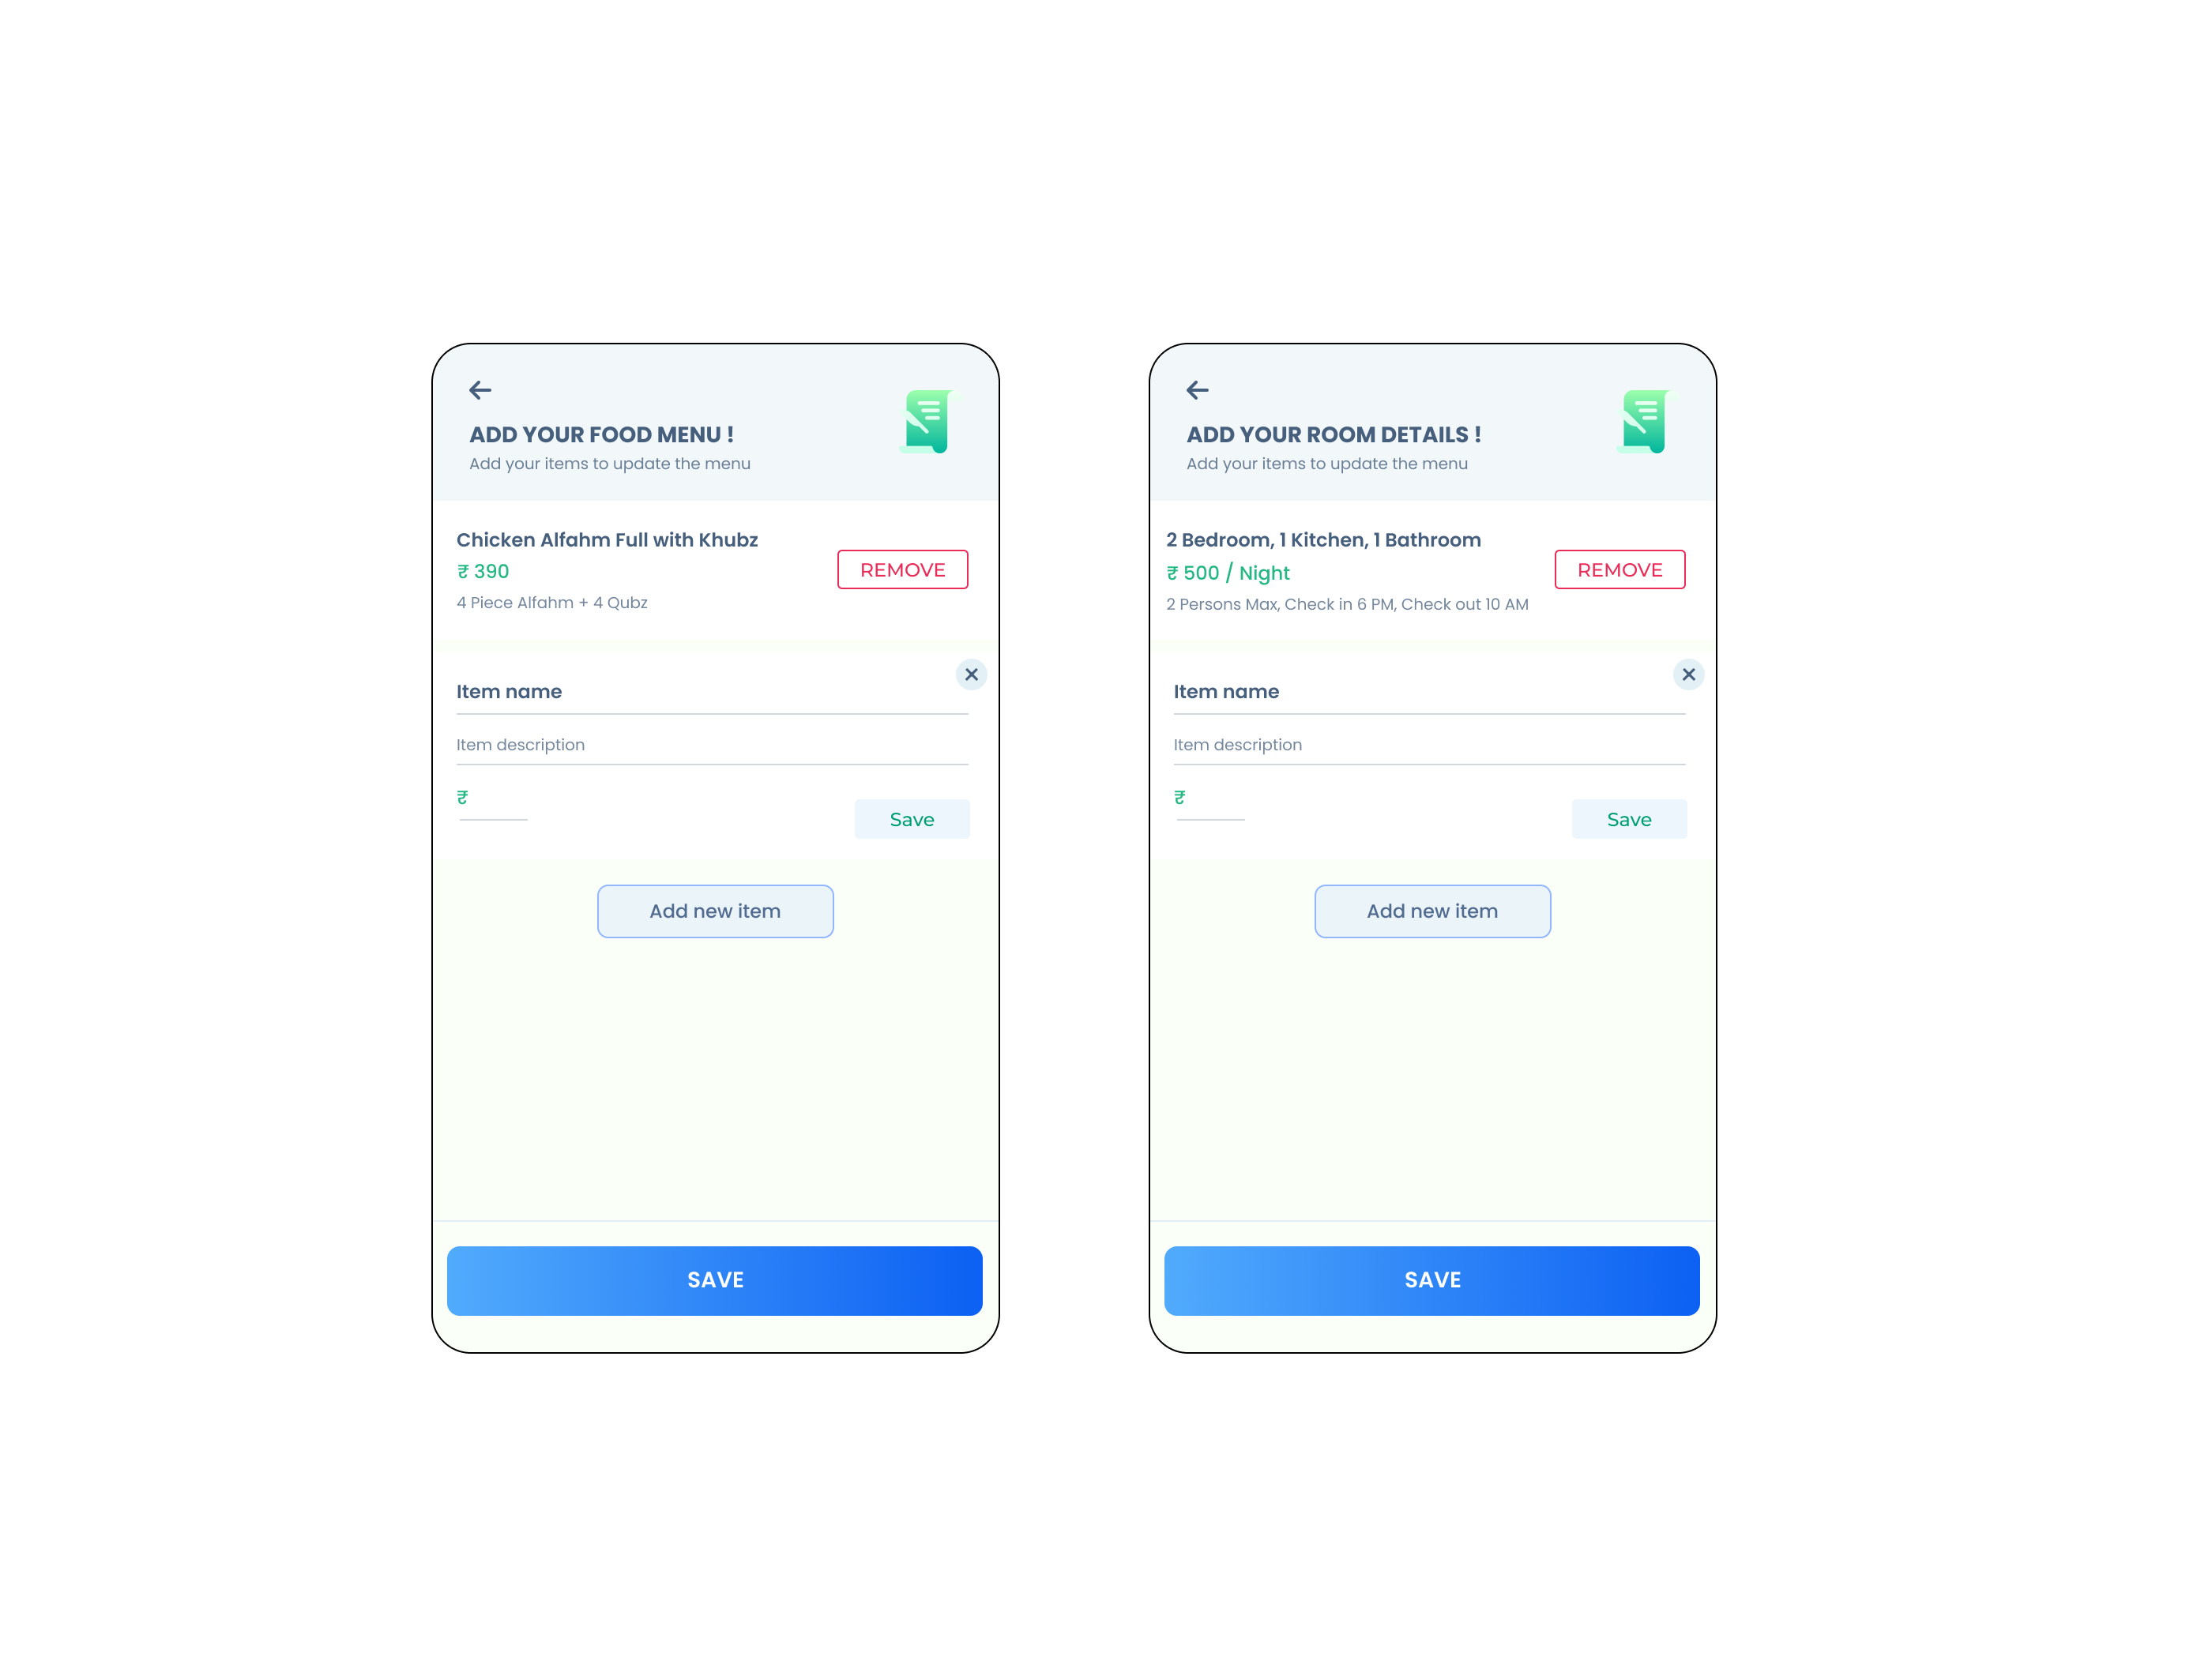 ADD YOUR FOOD MENU !
Add your items to update the menu
Chicken Alfahm Full with Khubz
₹ 390
4 Piece Alfahm + 4 Qubz
REMOVE
Item name
Item description
₹
Save
Add new item
SAVE
ADD YOUR ROOM DETAILS !
Add your items to update the menu
2 Bedroom, 1 Kitchen, 1 Bathroom
₹ 500 / Night
2 Persons Max, Check in 6 PM, Check out 10 AM
REMOVE
Item name
Item description
₹
Save
Add new item
SAVE